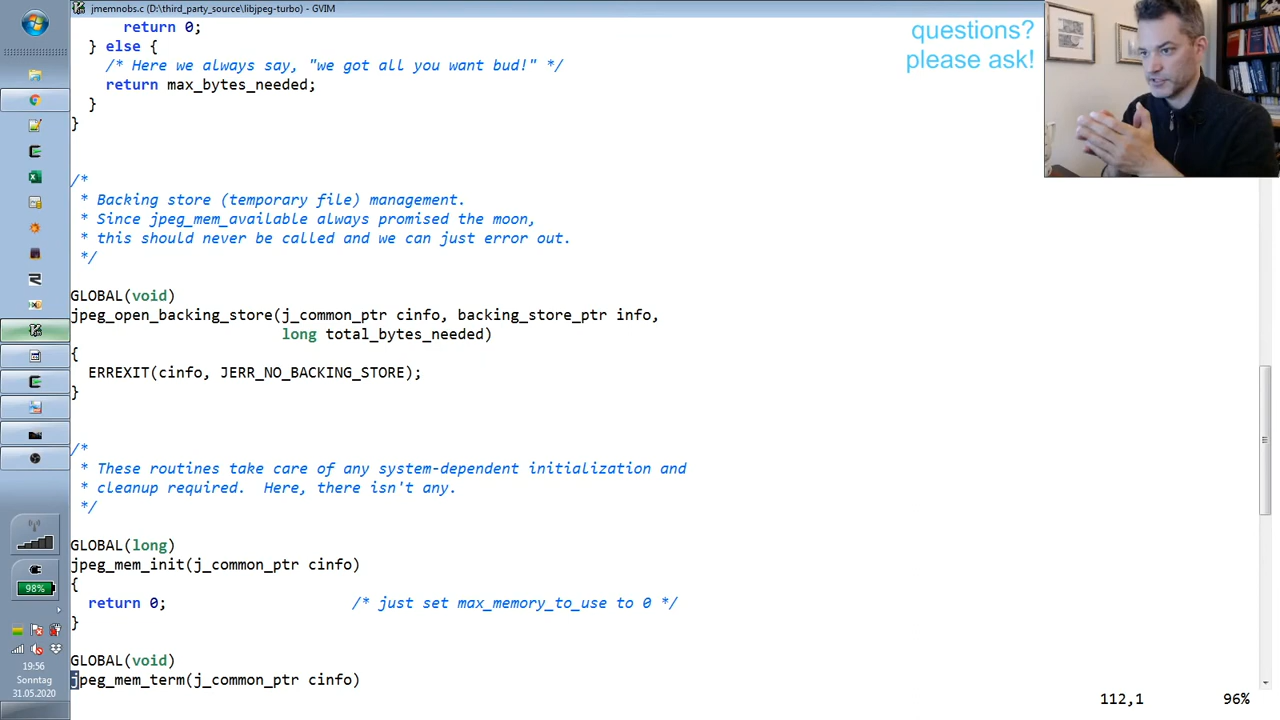 jmemnobs.c (D:\third_party_source\libjpeg-turbo) - GVIM
return 0;
} else {
/* Here we always say, "we got all you want bud!" */
return max_bytes_needed;
}
}
/*
* Backing store (temporary file) management.
* Since jpeg_mem_available always promised the moon,
* this should never be called and we can just error out.
*/
GLOBAL(void)
jpeg_open_backing_store(j_common_ptr cinfo, backing_store_ptr info,
long total_bytes_needed)
{
ERREXIT(cinfo, JERR_NO_BACKING_STORE);
}
/*
* These routines take care of any system-dependent initialization and
* cleanup required.  Here, there isn't any.
*/
GLOBAL(long)
jpeg_mem_init(j_common_ptr cinfo)
{
return 0; /* just set max_memory_to_use to 0 */
}
GLOBAL(void)
jpeg_mem_term(j_common_ptr cinfo)
112,1 96%
questions?
please ask!
98%
19:56
Sonntag
31.05.2020